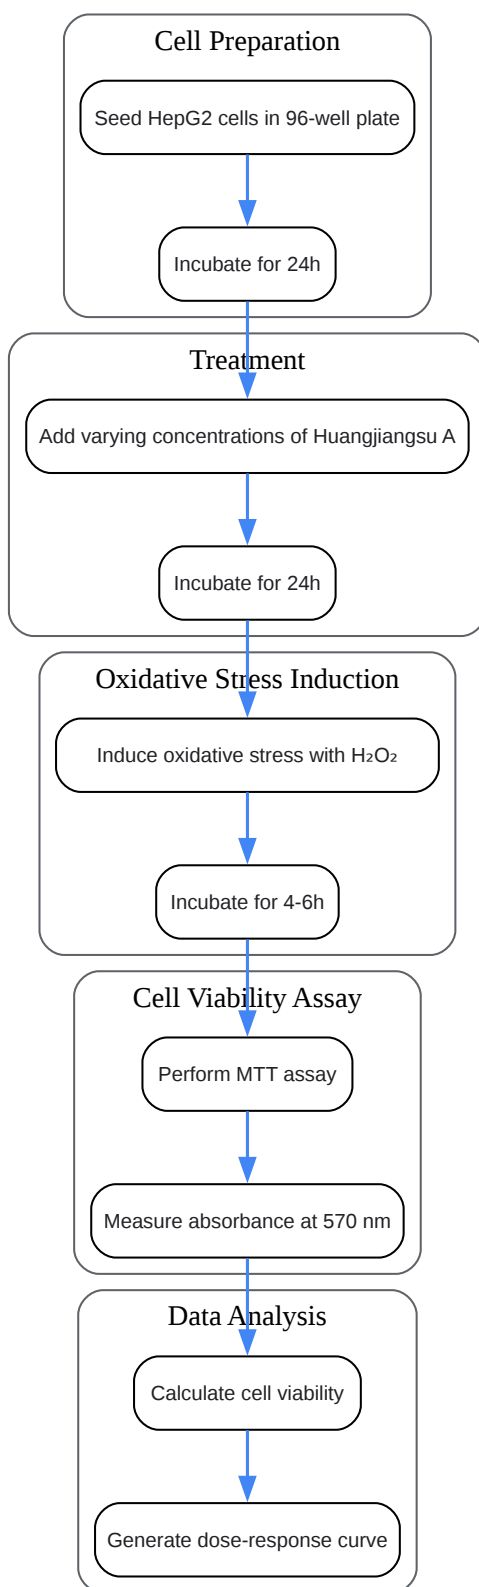 Cell Preparation
Seed HepG2 cells in 96-well plate
Incubate for 24h
Treatment
Add varying concentrations of Huangjiangsu A
Incubate for 24h
Oxidative Stress Induction
Induce oxidative stress with H₂O₂
Incubate for 4-6h
Cell Viability Assay
Perform MTT assay
Measure absorbance at 570 nm
Data Analysis
Calculate cell viability
Generate dose-response curve